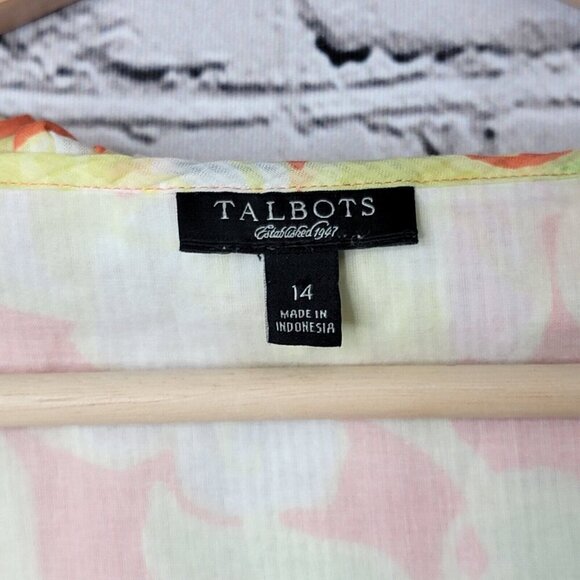 TALBOTS
Established 1947
14
MADE IN
INDONESIA